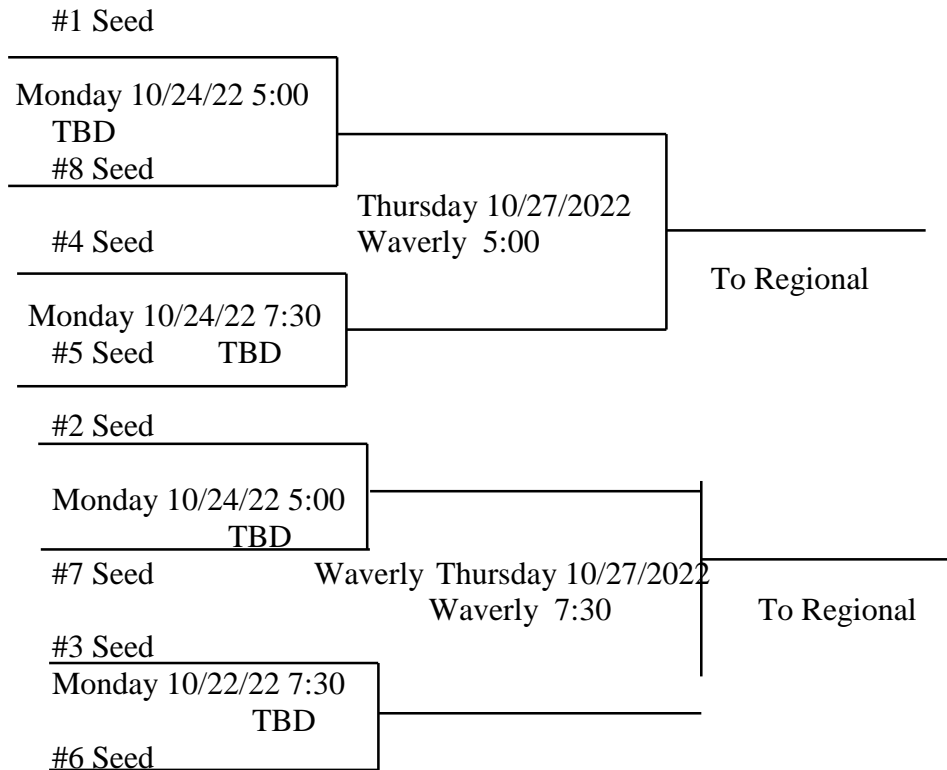 #1 Seed
Monday 10/24/22 5:00
TBD
#8 Seed
Thursday 10/27/2022
Waverly 5:00
#4 Seed
To Regional
Monday 10/24/22 7:30
#5 Seed TBD
#2 Seed
Monday 10/24/22 5:00
TBD
#7 Seed
Waverly Thursday 10/27/2022
Waverly 7:30
To Regional
#3 Seed
Monday 10/22/22 7:30
TBD
#6 Seed